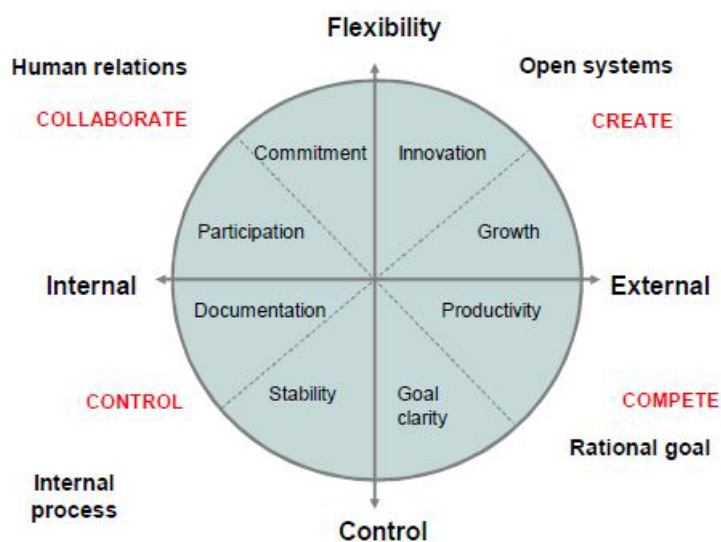 Flexibility
Human relations
Open systems
COLLABORATE
CREATE
Commitment
Innovation
Participation
Growth
Internal
External
Documentation
Productivity
Stability
Goal
clarity
CONTROL
COMPETE
Rational goal
Internal
process
Control